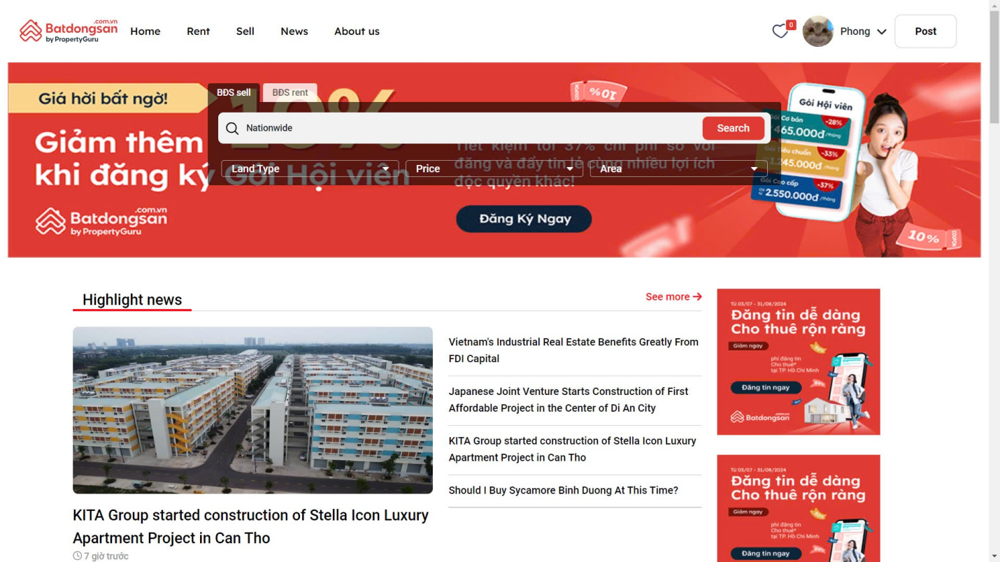 Batdongsan
.com.vn
by PropertyGuru
Home
Rent
Sell
News
About us
0
Phong
Post
Giá hời bất ngờ!
BĐS sell
BĐS rent
10%
Giảm thêm
khi đăng ký Gói Hội viên
Nationwide
Search
Land Type
Price
Area
Tiết kiệm tới 37% chi phí so với
đăng và đẩy tin lẻ cùng nhiều lợi ích
độc quyền khác!
Đăng Ký Ngay
Batdongsan
.com.vn
by PropertyGuru
10%
COUPON
Gói Hội viên
Gói Cơ bản
-28%
465.000đ /tháng
Gói Tiêu chuẩn
-33%
1.245.000đ /tháng
Gói Cao cấp
-37%
2.550.000đ /tháng
10%
COUPON
Highlight news
See more
KITA Group started construction of Stella Icon Luxury
Apartment Project in Can Tho
7 giờ trước
Vietnam's Industrial Real Estate Benefits Greatly From
FDI Capital
Japanese Joint Venture Starts Construction of First
Affordable Project in the Center of Di An City
KITA Group started construction of Stella Icon Luxury
Apartment Project in Can Tho
Should I Buy Sycamore Binh Duong At This Time?
Từ 03/07 - 31/08/2024
Đăng tin dễ dàng
Cho thuê rộn ràng
Giảm ngay
phí đăng tin
Cho thuê*
tại TP. Hồ Chí Minh
Đăng tin ngay
Batdongsan
.com.vn
Từ 03/07 - 31/08/2024
Đăng tin dễ dàng
Cho thuê rộn ràng
Giảm ngay
phí đăng tin
Cho thuê*
tại TP. Hồ Chí Minh
Đăng tin ngay